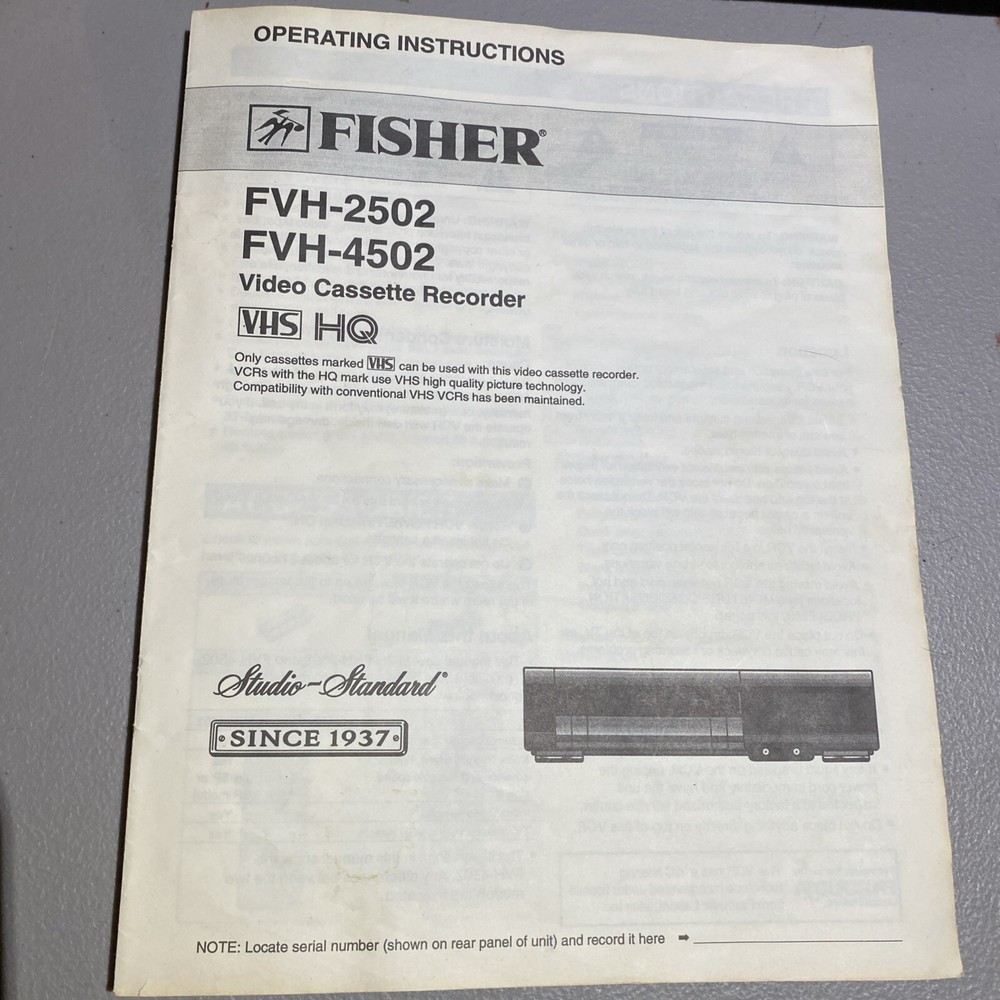 OPERATING INSTRUCTIONS
FISHER®
FVH-2502
FVH-4502
Video Cassette Recorder
VHS HQ
Only cassettes marked VHS can be used with this video cassette recorder.
VCRs with the HQ mark use VHS high quality picture technology.
Compatibility with conventional VHS VCRs has been maintained.
Studio-Standard®
SINCE 1937
NOTE: Locate serial number (shown on rear panel of unit) and record it here ➡